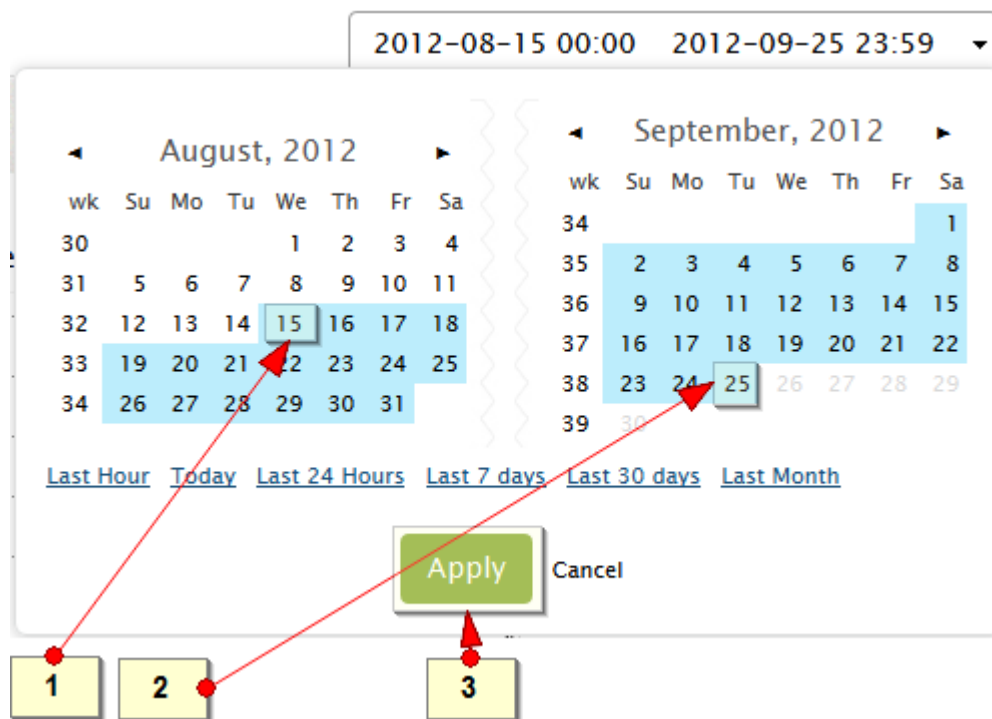 2012-08-15 00:00 2012-09-25 23:59
August, 2012
wk Su Mo Tu We Th Fr Sa
30 1 2 3 4
31 5 6 7 8 9 10 11
32 12 13 14 15 16 17 18
33 19 20 21 22 23 24 25
34 26 27 28 29 30 31
September, 2012
wk Su Mo Tu We Th Fr Sa
34 1
35 2 3 4 5 6 7 8
36 9 10 11 12 13 14 15
37 16 17 18 19 20 21 22
38 23 24 25 26 27 28 29
39 30
Last Hour Today Last 24 Hours Last 7 days Last 30 days Last Month
Apply Cancel
1 2 3